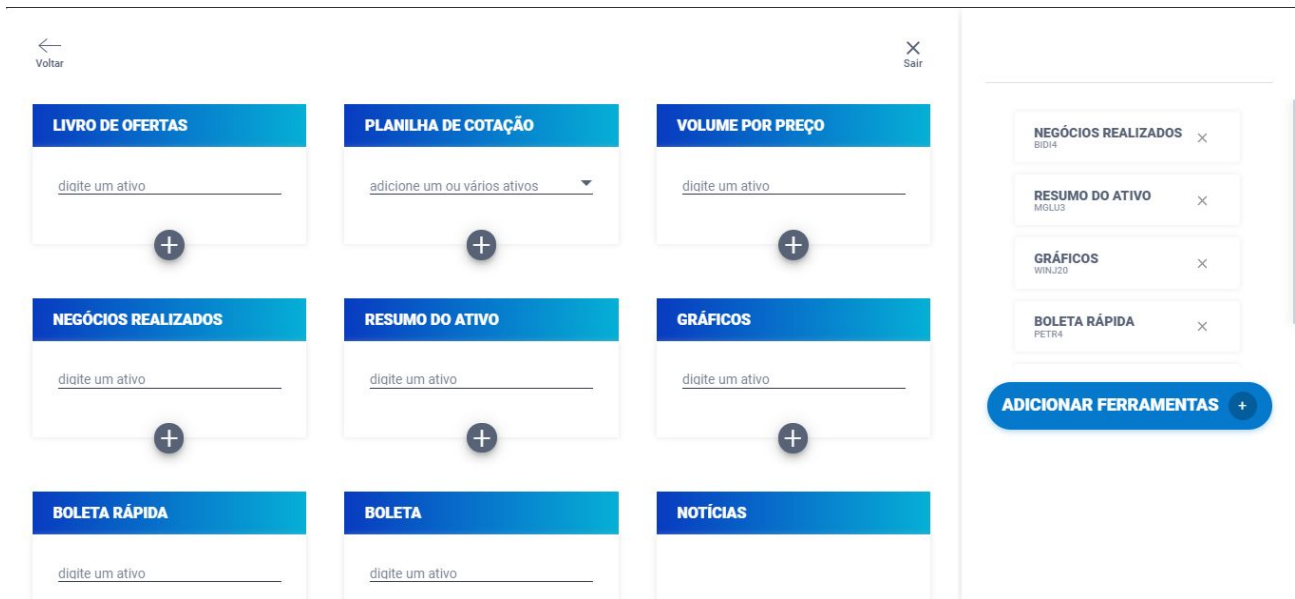 Voltar
Sair
LIVRO DE OFERTAS
digite um ativo
PLANILHA DE COTAÇÃO
adicione um ou vários ativos
VOLUME POR PREÇO
digite um ativo
NEGÓCIOS REALIZADOS
digite um ativo
RESUMO DO ATIVO
digite um ativo
GRÁFICOS
digite um ativo
BOLETA RÁPIDA
digite um ativo
BOLETA
digite um ativo
NOTÍCIAS
NEGÓCIOS REALIZADOS
BIDI4
RESUMO DO ATIVO
MGLU3
GRÁFICOS
WINJ20
BOLETA RÁPIDA
PETR4
ADICIONAR FERRAMENTAS +